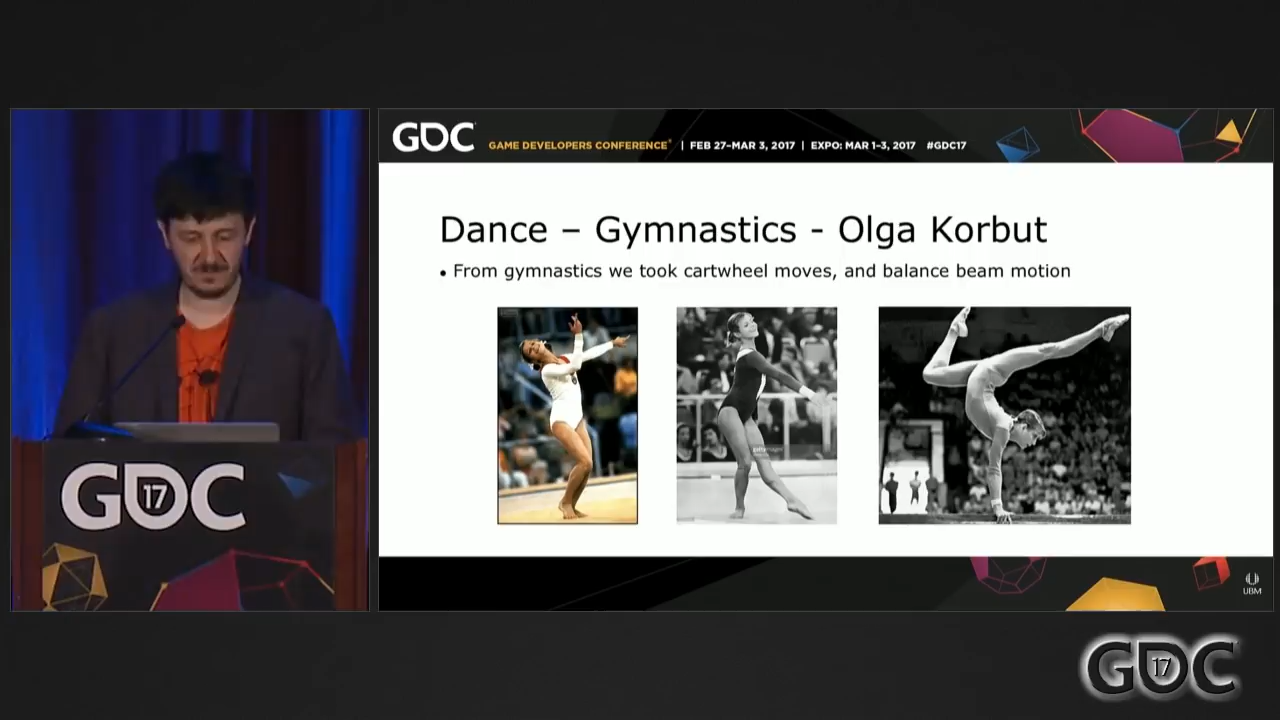 GDC
GAME DEVELOPERS CONFERENCE® | FEB 27–MAR 3, 2017 | EXPO: MAR 1–3, 2017 #GDC17
Dance – Gymnastics - Olga Korbut
• From gymnastics we took cartwheel moves, and balance beam motion
gettyimages
GDC
17
UBM
GDC
17